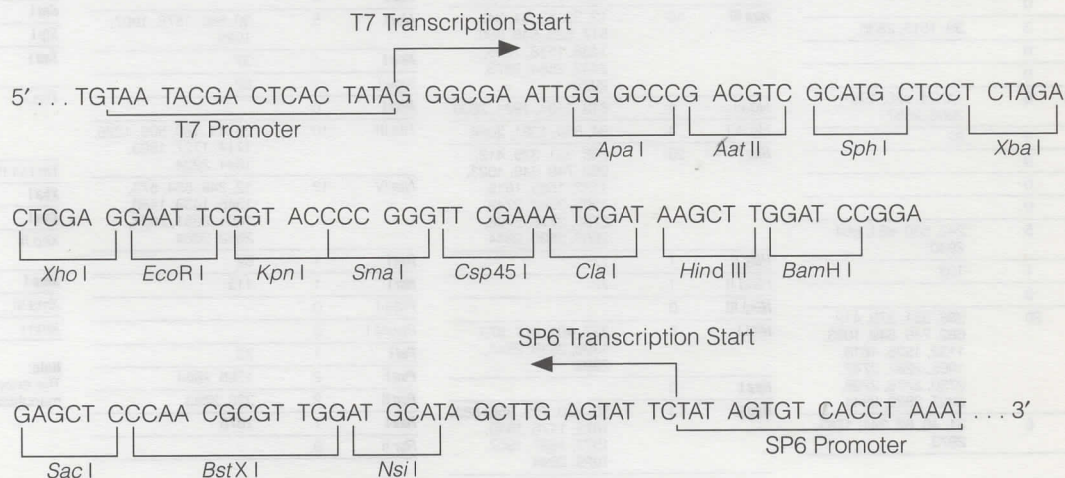 T7 Transcription Start
5′ . . . TGTAA TACGA CTCAC TATAG GGCGA ATTGG GCCCG ACGTC GCATG CTCCT CTAGA
T7 Promoter
Apa I Aat II Sph I Xba I
CTCGAG GAATT CGGT ACCCC GGGTT CGAAA TCGAT AAGCT TGGAT CCGGA
Xho I EcoR I Kpn I Sma I Csp45 I Cla I Hind III BamH I
SP6 Transcription Start
GAGCT CCCAA CGCGT TGGAT GCATA GCTTG AGTAT TCTAT AGTGT CACCT AAAT . . . 3′
SP6 Promoter
Sac I BstX I Nsi I